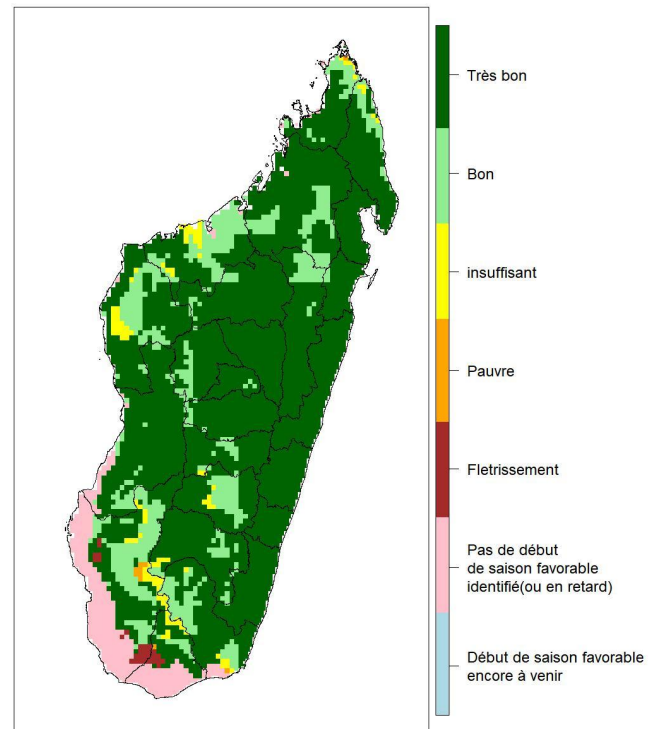 Très bon
Bon
insuffisant
Pauvre
Fletrissement
Pas de début
de saison favorable
identifié(ou en retard)
Début de saison favorable
encore à venir